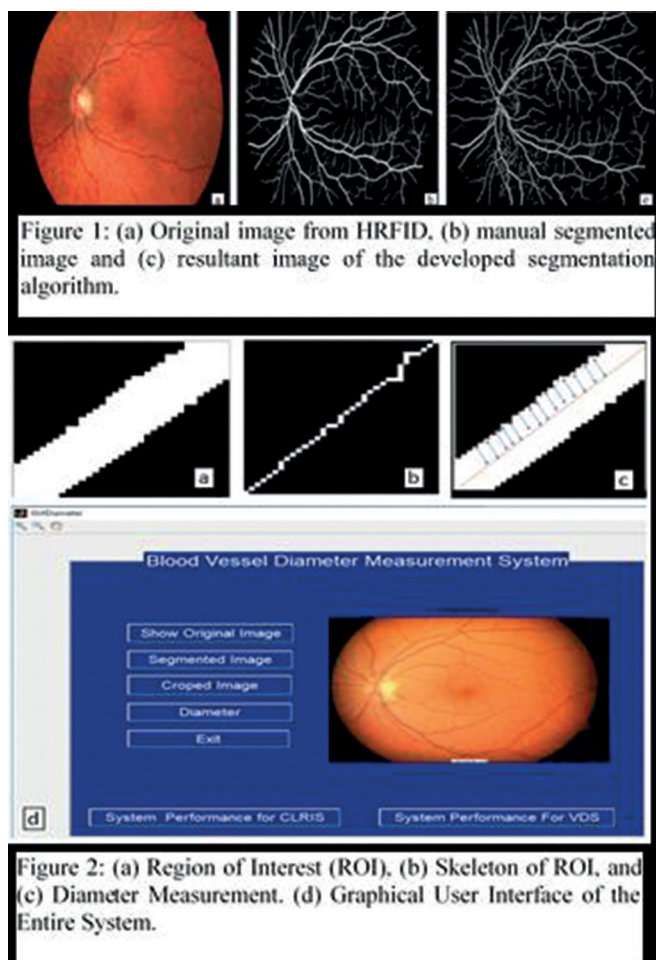 a
b
c
Figure 1: (a) Original image from HRFID, (b) manual segmented
image and (c) resultant image of the developed segmentation
algorithm.
a
b
c
Blood Vessel Diameter Measurement System
Show Original Image
Segmented Image
Croped Image
Diameter
Exit
System Performance for CLRIS
System Performance For VDS
d
Figure 2: (a) Region of Interest (ROI), (b) Skeleton of ROI, and
(c) Diameter Measurement. (d) Graphical User Interface of the
Entire System.